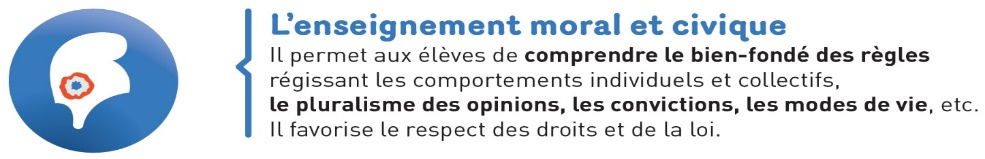 L'enseignement moral et civique
Il permet aux élèves de comprendre le bien-fondé des règles
régissant les comportements individuels et collectifs,
le pluralisme des opinions, les convictions, les modes de vie, etc.
Il favorise le respect des droits et de la loi.